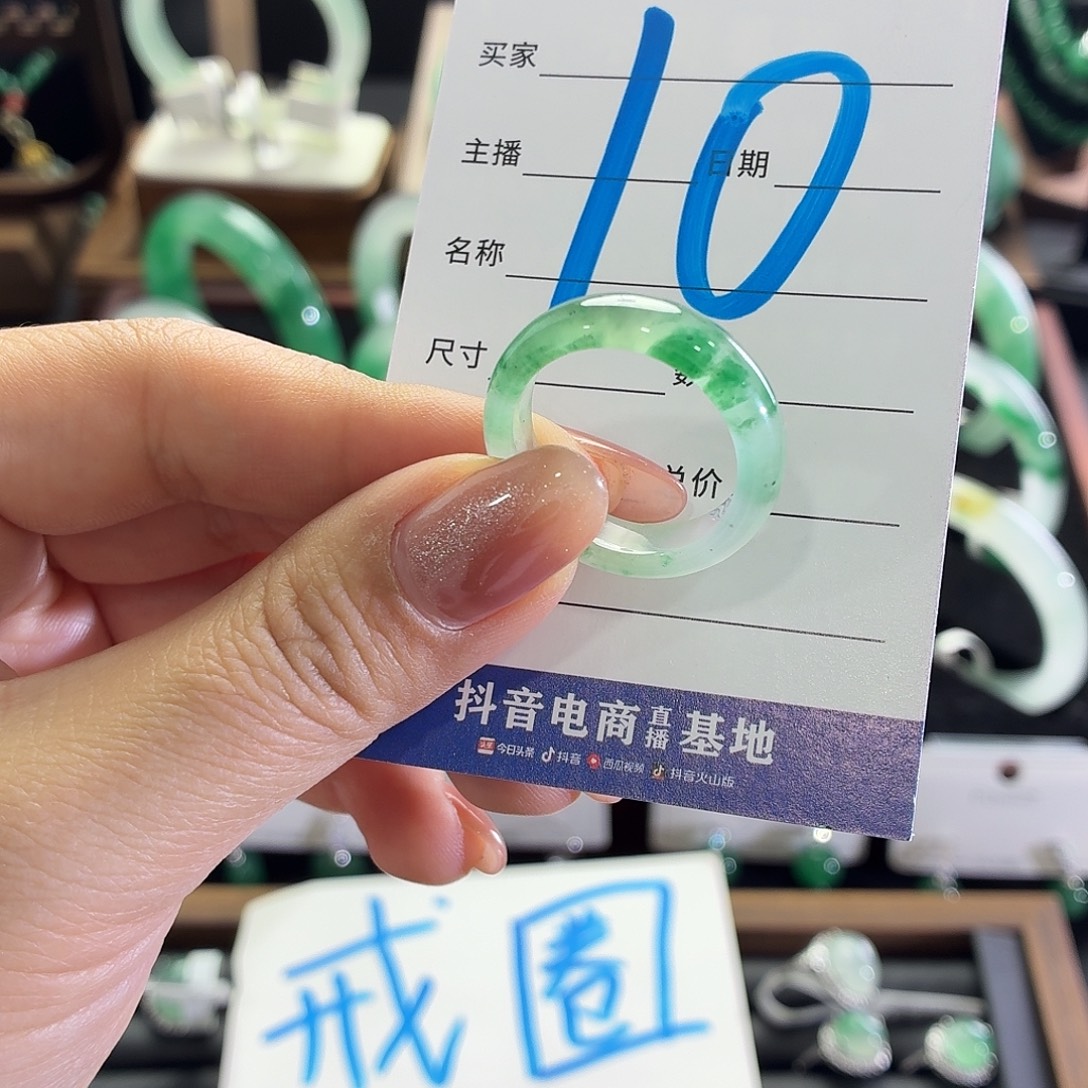 买家
10
主播 日期
名称
尺寸 数
总价
抖音电商直播基地
今日头条 抖音 西瓜视频 抖音火山版
戒圈